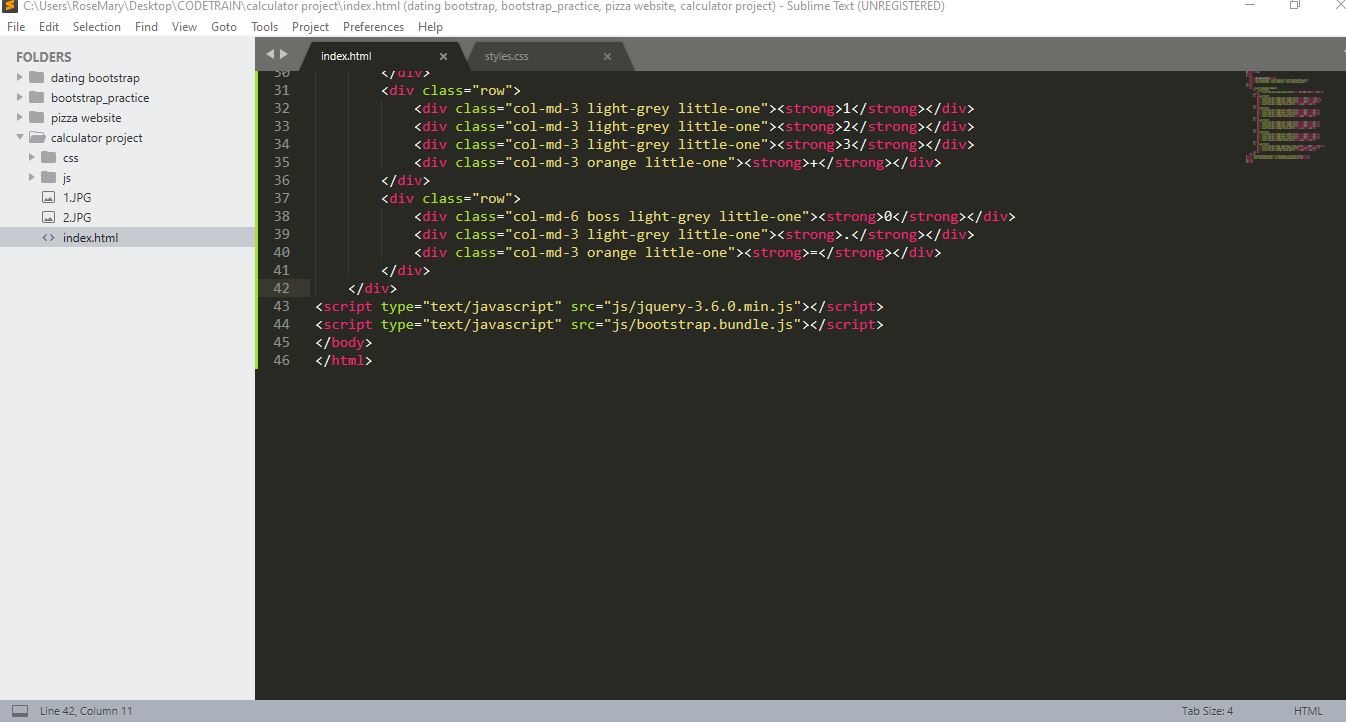 C:\Users\RoseMary\Desktop\CODETRAIN\calculator project\index.html (dating bootstrap, bootstrap_practice, pizza website, calculator project) - Sublime Text (UNREGISTERED)
File Edit Selection Find View Goto Tools Project Preferences Help
FOLDERS
dating bootstrap
bootstrap_practice
pizza website
calculator project
css
js
1.JPG
2.JPG
index.html
index.html × styles.css ×
30 </div>
31 <div class="row">
32 <div class="col-md-3 light-grey little-one"><strong>1</strong></div>
33 <div class="col-md-3 light-grey little-one"><strong>2</strong></div>
34 <div class="col-md-3 light-grey little-one"><strong>3</strong></div>
35 <div class="col-md-3 orange little-one"><strong>+</strong></div>
36 </div>
37 <div class="row">
38 <div class="col-md-6 boss light-grey little-one"><strong>0</strong></div>
39 <div class="col-md-3 light-grey little-one"><strong>.</strong></div>
40 <div class="col-md-3 orange little-one"><strong>=</strong></div>
41 </div>
42 </div>
43 <script type="text/javascript" src="js/jquery-3.6.0.min.js"></script>
44 <script type="text/javascript" src="js/bootstrap.bundle.js"></script>
45 </body>
46 </html>
Line 42, Column 11
Tab Size: 4
HTML